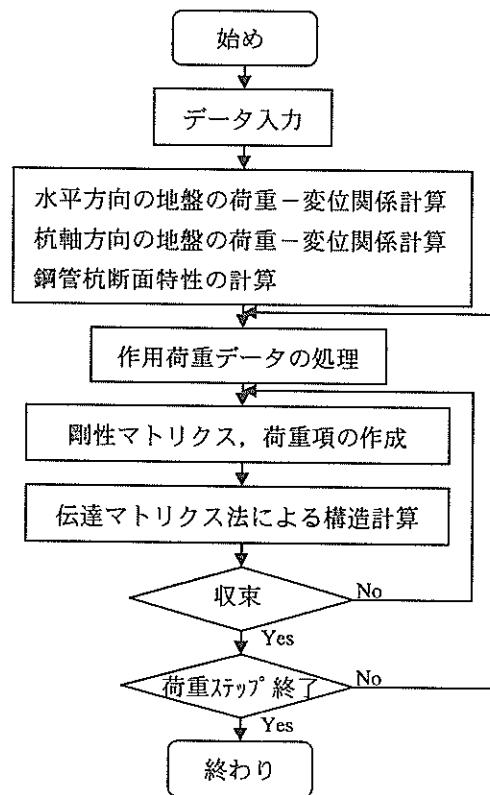 始め
データ入力
水平方向の地盤の荷重－変位関係計算
杭軸方向の地盤の荷重－変位関係計算
鋼管杭断面特性の計算
作用荷重データの処理
剛性マトリクス，荷重項の作成
伝達マトリクス法による構造計算
収束
No
Yes
荷重ｽﾃｯﾌﾟ終了
No
Yes
終わり